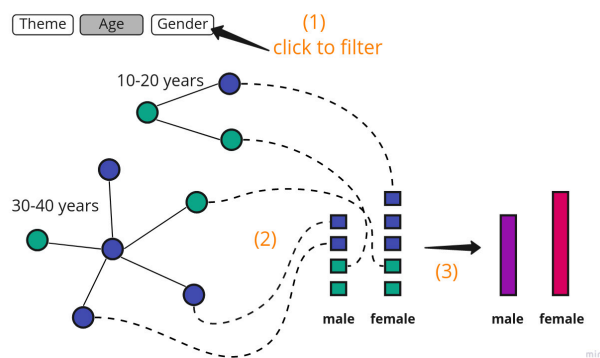 Theme Age Gender
(1)
click to filter
10-20 years
30-40 years
(2)
(3)
male female
male female